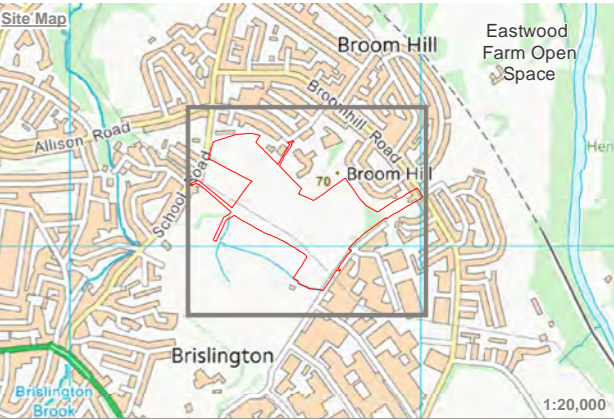 Site Map
Broom Hill
Eastwood
Farm Open
Space
Broomhill Road
Allison Road
School Road
Hen
70
Broom Hill
Brislington
Brislington
Brook
1:20,000